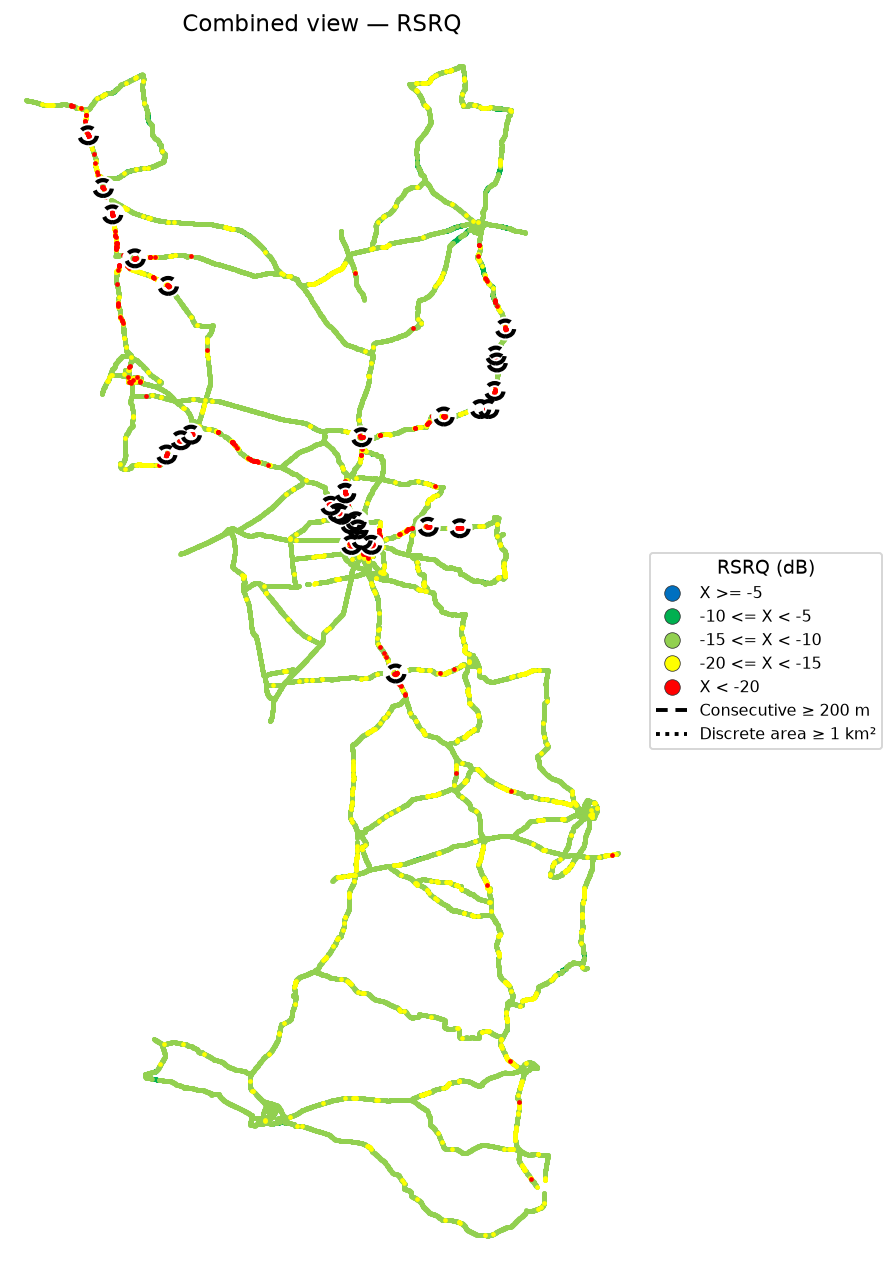 Combined view — RSRQ
RSRQ (dB)
X >= -5
-10 <= X < -5
-15 <= X < -10
-20 <= X < -15
X < -20
Consecutive ≥ 200 m
Discrete area ≥ 1 km²